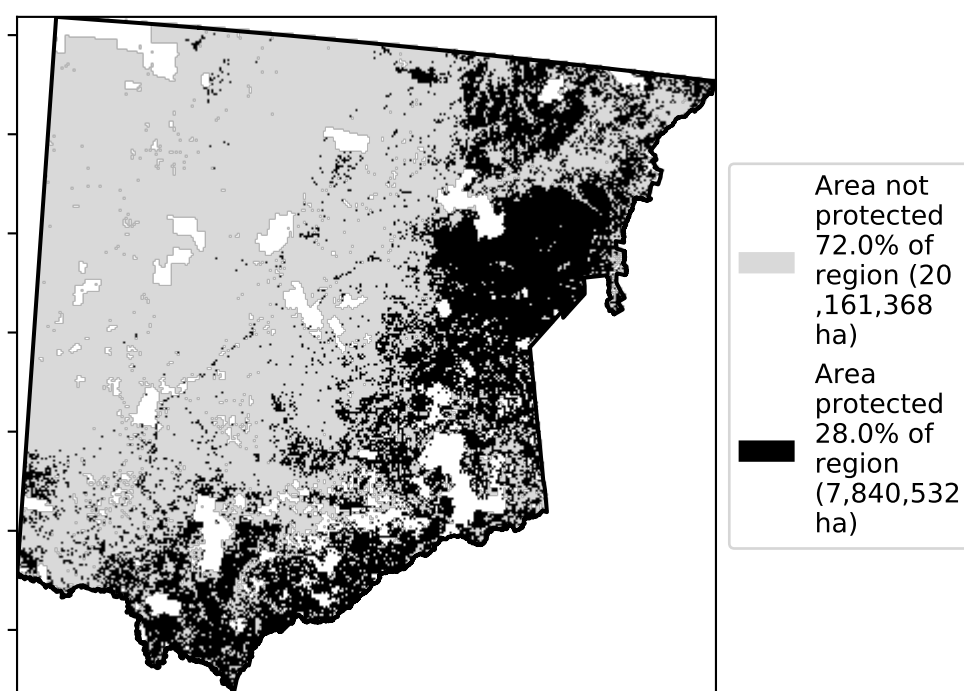 Area not
protected
72.0% of
region (20
,161,368
ha)
Area
protected
28.0% of
region
(7,840,532
ha)